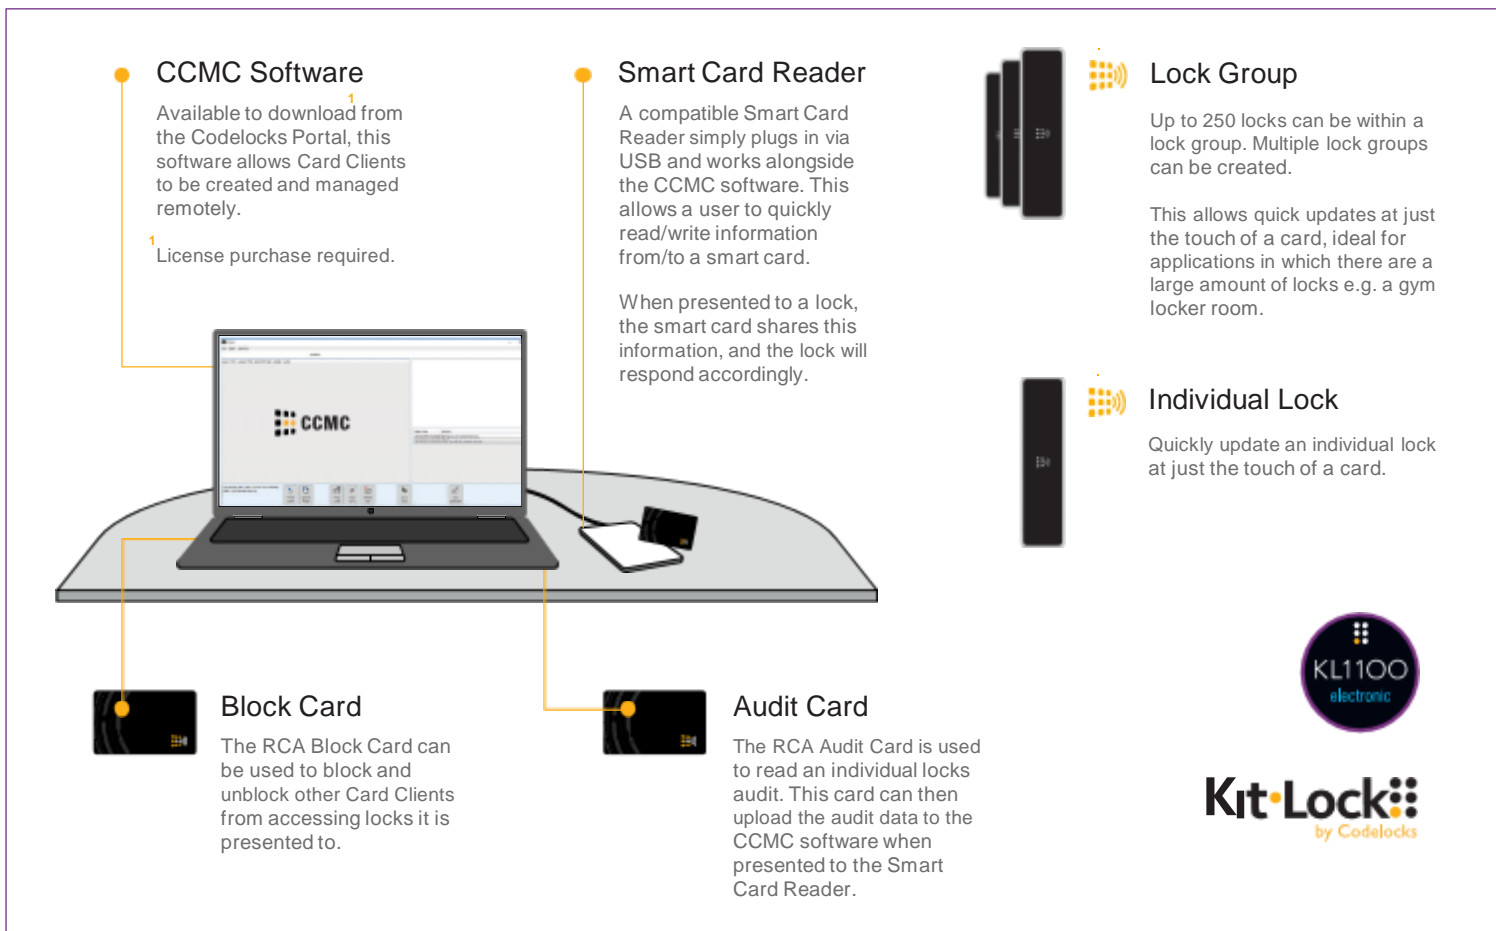 CCMC Software
Available to download¹ from
the Codelocks Portal, this
software allows Card Clients
to be created and managed
remotely.
¹License purchase required.
Smart Card Reader
A compatible Smart Card
Reader simply plugs in via
USB and works alongside
the CCMC software. This
allows a user to quickly
read/write information
from/to a smart card.
When presented to a lock,
the smart card shares this
information, and the lock will
respond accordingly.
Lock Group
Up to 250 locks can be within a
lock group. Multiple lock groups
can be created.
This allows quick updates at just
the touch of a card, ideal for
applications in which there are a
large amount of locks e.g. a gym
locker room.
Individual Lock
Quickly update an individual lock
at just the touch of a card.
CCMC
Block Card
The RCA Block Card can
be used to block and
unblock other Card Clients
from accessing locks it is
presented to.
Audit Card
The RCA Audit Card is used
to read an individual locks
audit. This card can then
upload the audit data to the
CCMC software when
presented to the Smart
Card Reader.
KL1100
electronic
Kit·Lock
by Codelocks